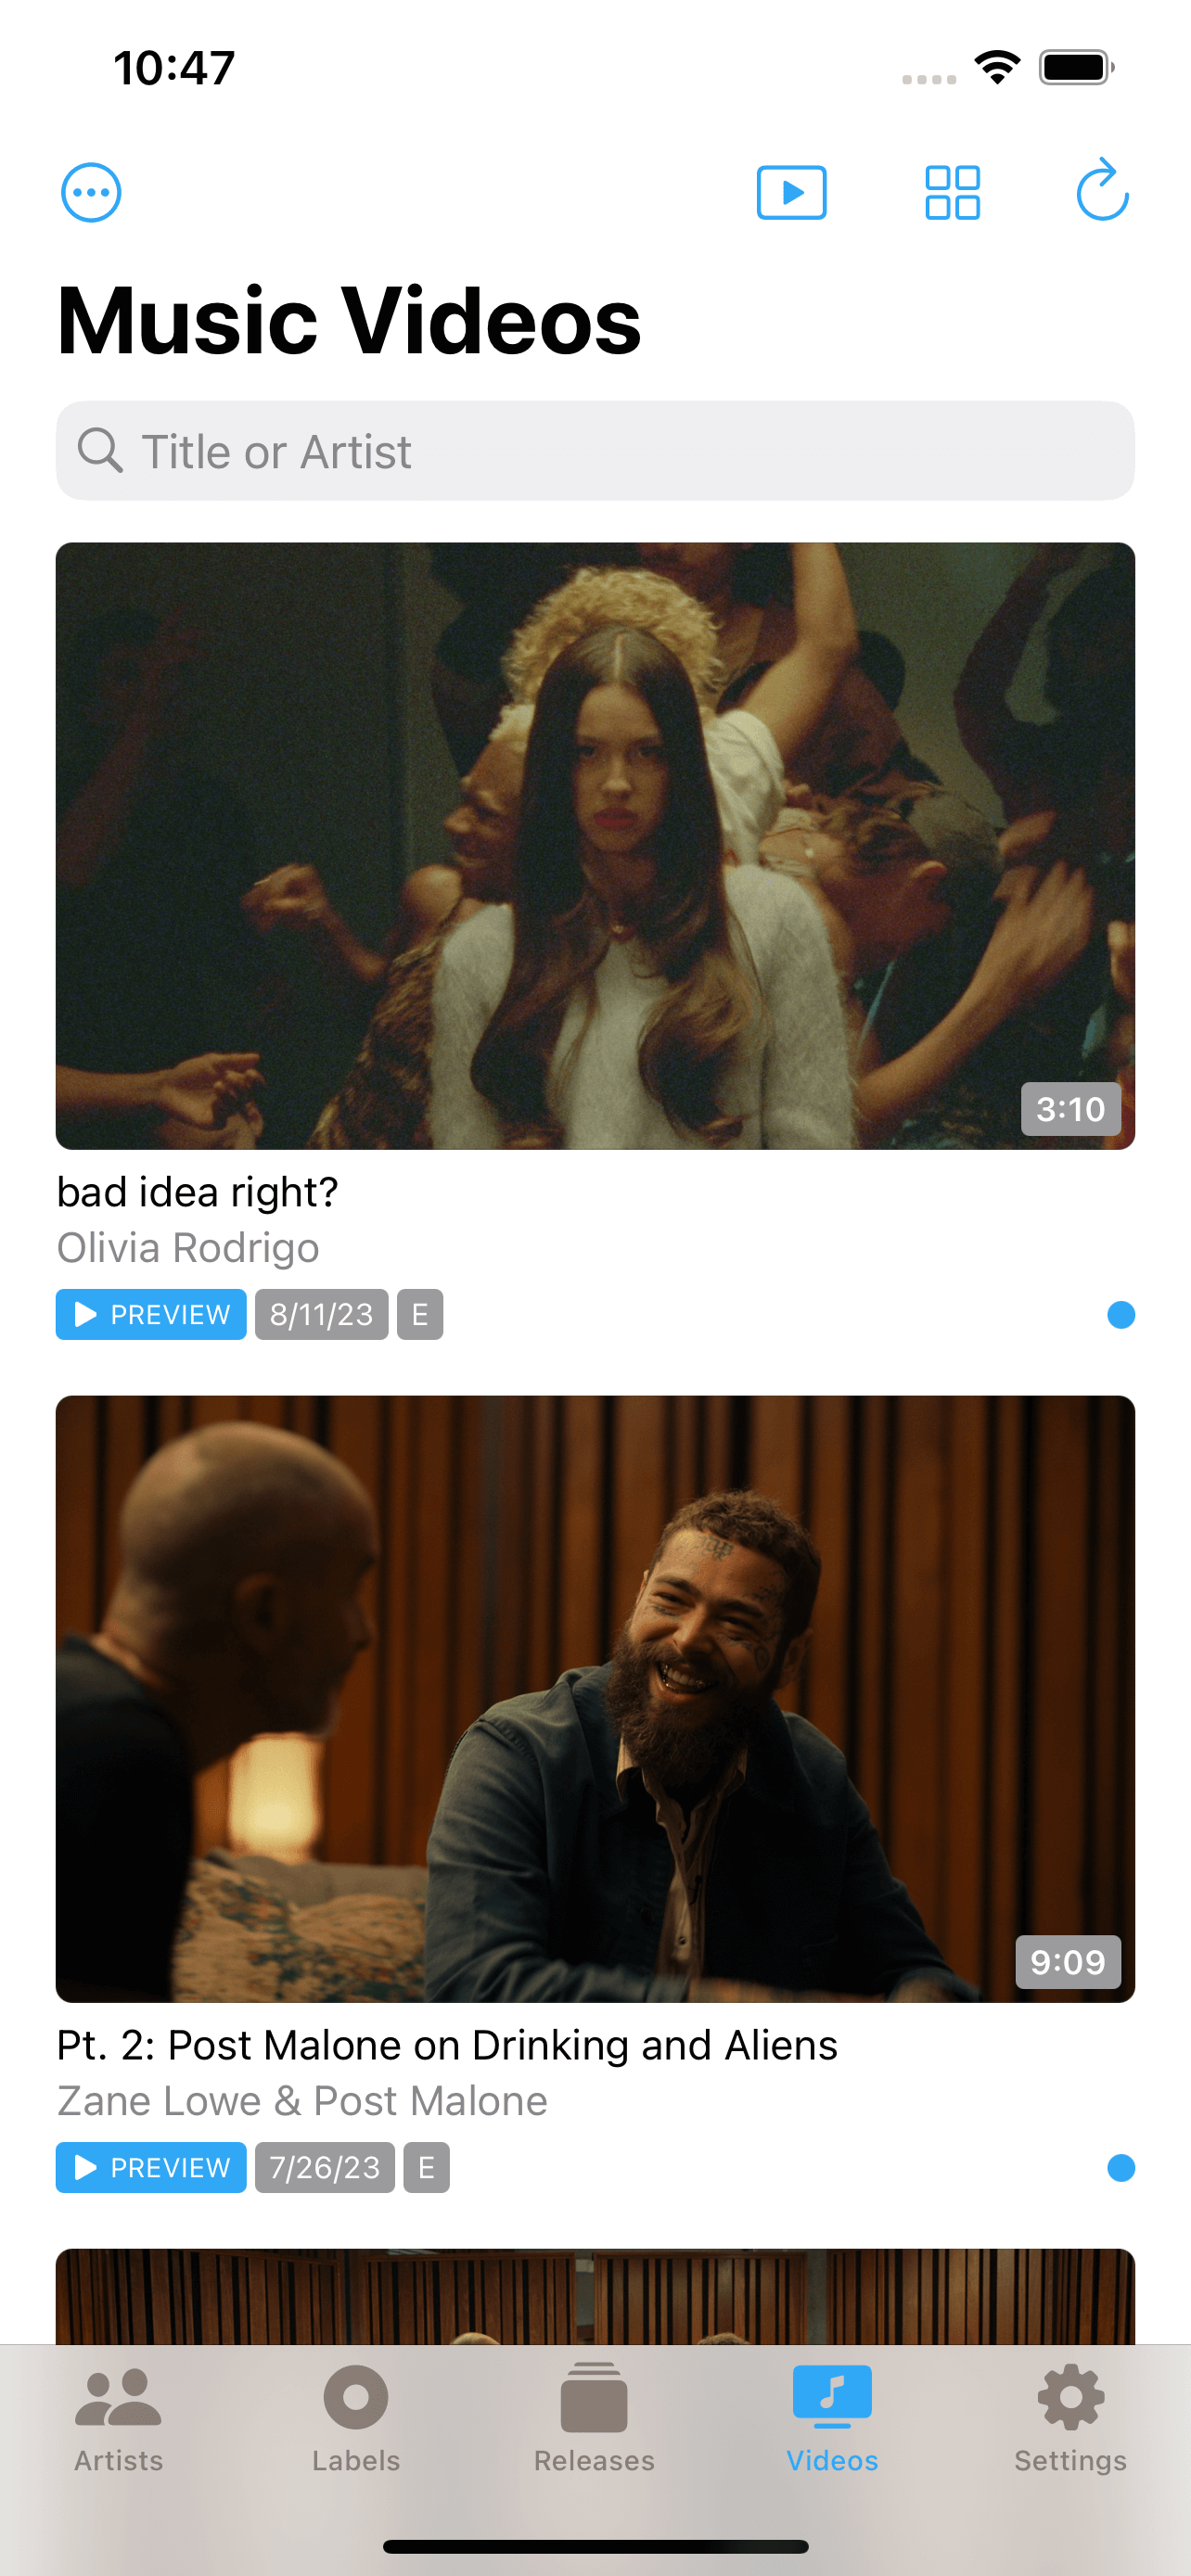 10:47
Music Videos
Title or Artist
3:10
bad idea right?
Olivia Rodrigo
PREVIEW 8/11/23 E
9:09
Pt. 2: Post Malone on Drinking and Aliens
Zane Lowe & Post Malone
PREVIEW 7/26/23 E
Artists Labels Releases Videos Settings